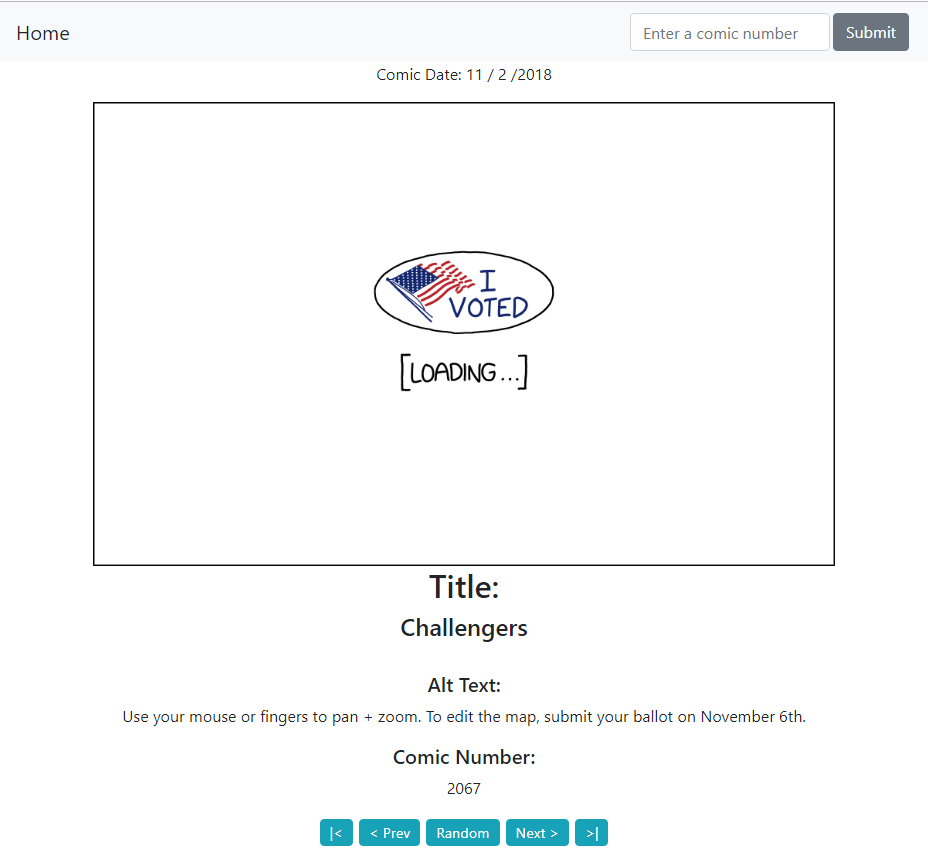 Home
Enter a comic number
Submit
Comic Date: 11 / 2 /2018
I
VOTED
[LOADING...]
Title:
Challengers
Alt Text:
Use your mouse or fingers to pan + zoom. To edit the map, submit your ballot on November 6th.
Comic Number:
2067
|< < Prev Random Next > >|